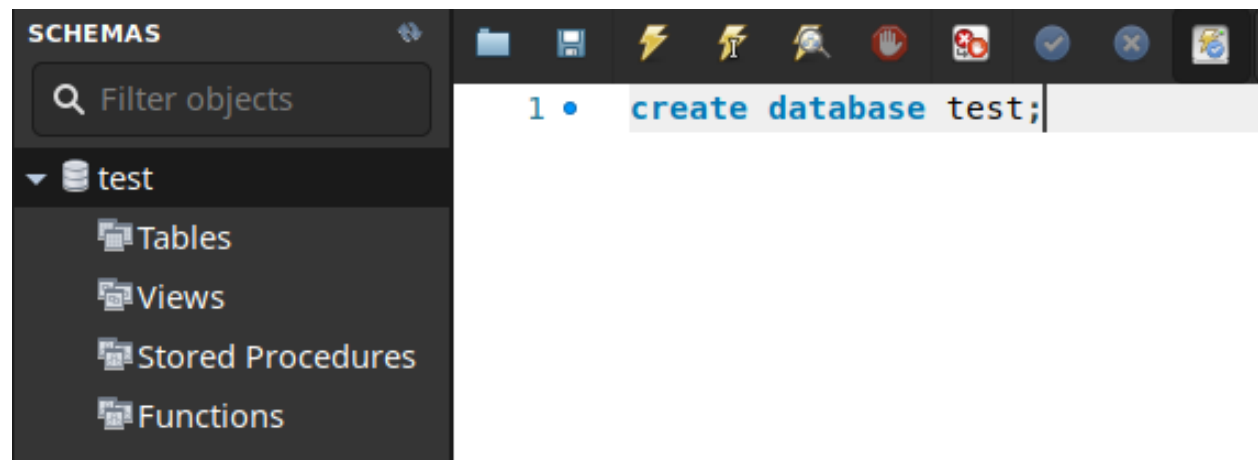 SCHEMAS
Filter objects
test
Tables
Views
Stored Procedures
Functions
1 create database test;